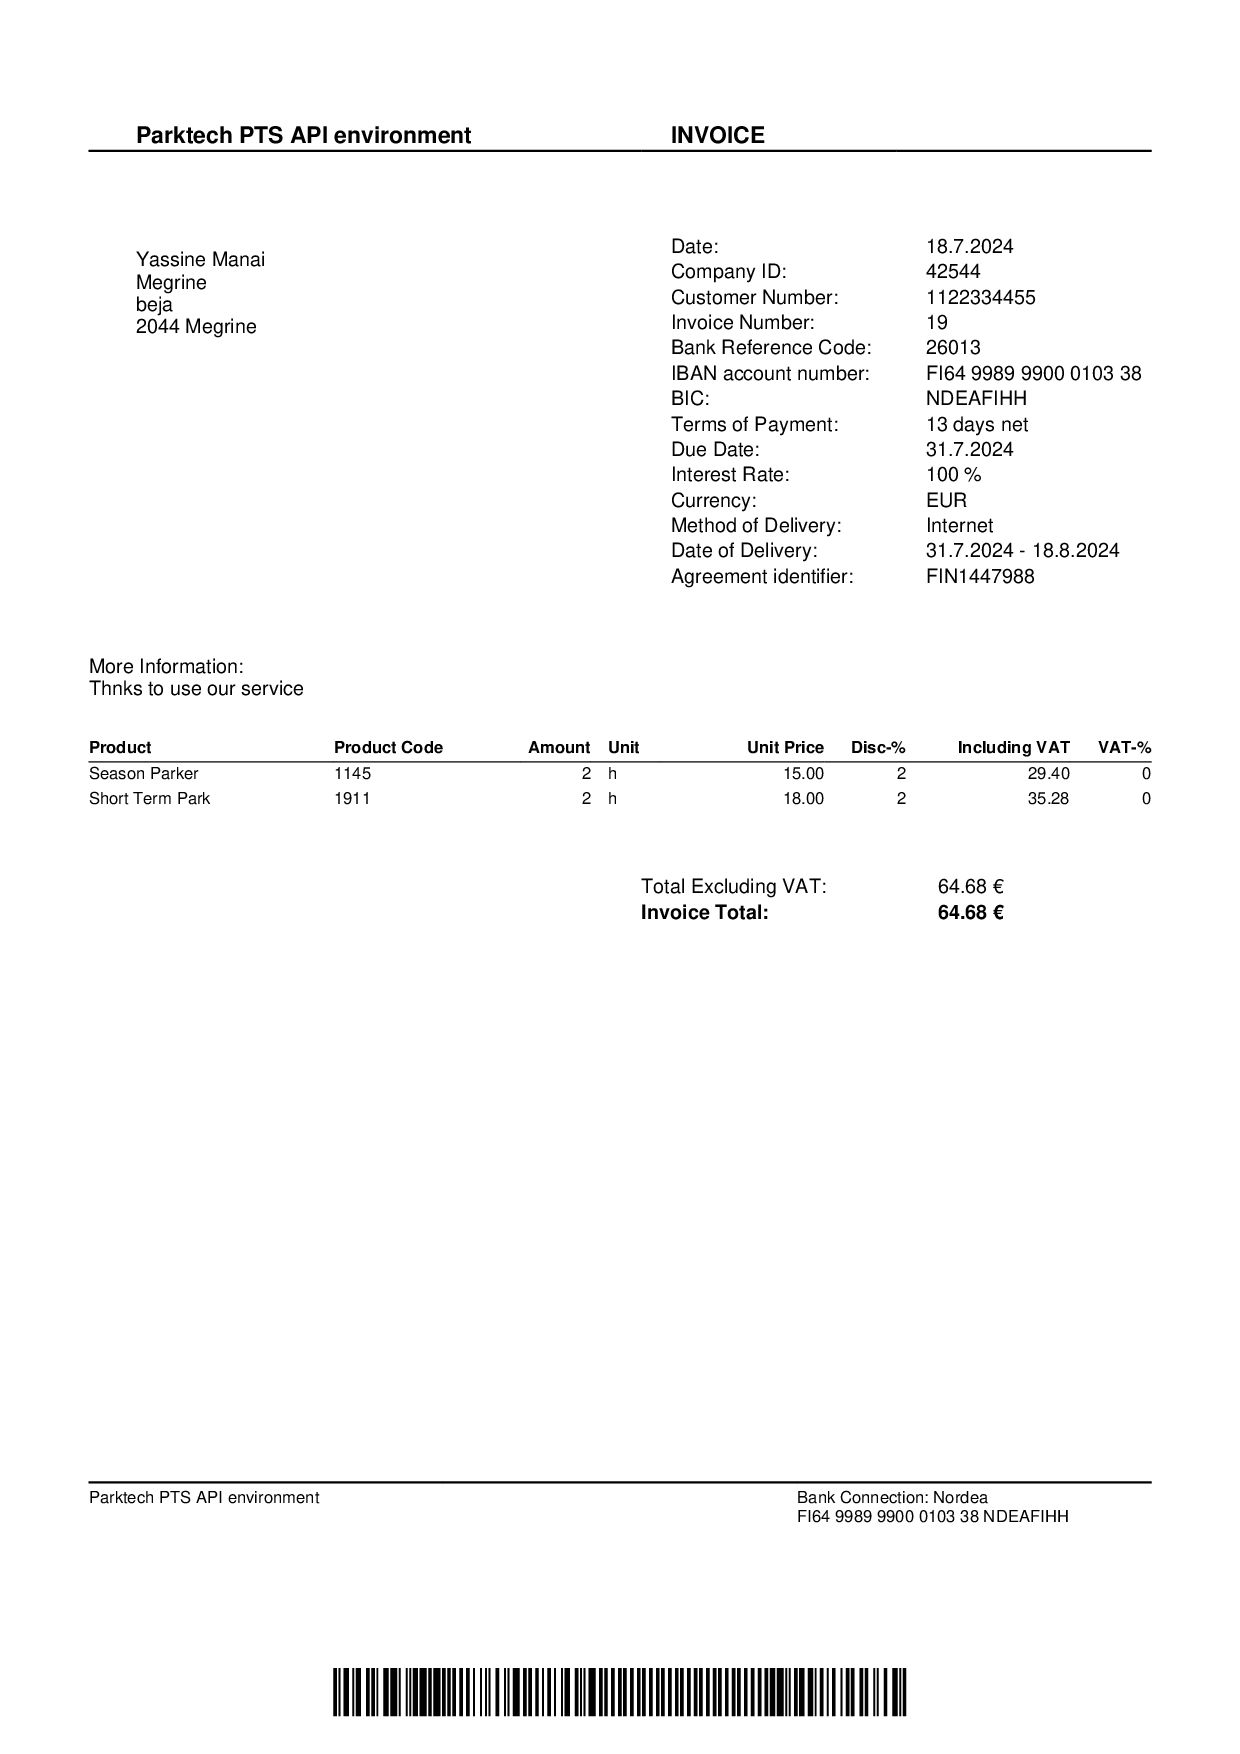 Parktech PTS API environment INVOICE
Yassine Manai
Megrine
beja
2044 Megrine
Date: 18.7.2024
Company ID: 42544
Customer Number: 1122334455
Invoice Number: 19
Bank Reference Code: 26013
IBAN account number: FI64 9989 9900 0103 38
BIC: NDEAFIHH
Terms of Payment: 13 days net
Due Date: 31.7.2024
Interest Rate: 100 %
Currency: EUR
Method of Delivery: Internet
Date of Delivery: 31.7.2024 - 18.8.2024
Agreement identifier: FIN1447988
More Information:
Thnks to use our service
Product Product Code Amount Unit Unit Price Disc-% Including VAT VAT-%
Season Parker 1145 2 h 15.00 2 29.40 0
Short Term Park 1911 2 h 18.00 2 35.28 0
Total Excluding VAT: 64.68 €
Invoice Total: 64.68 €
Parktech PTS API environment
Bank Connection: Nordea
FI64 9989 9900 0103 38 NDEAFIHH